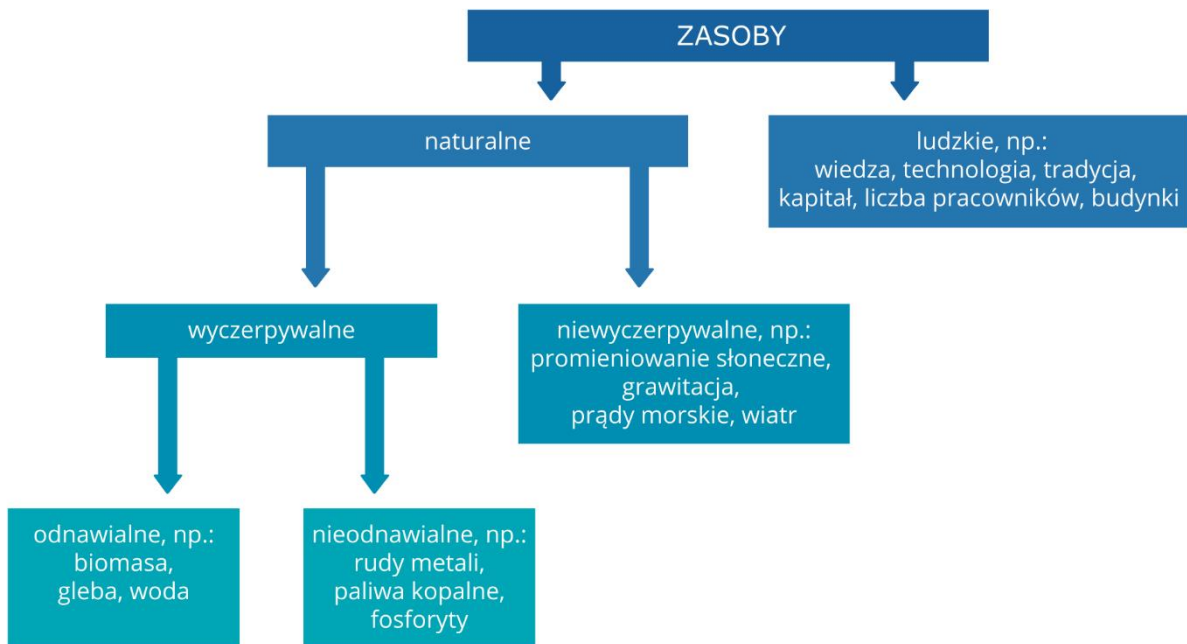 ZASOBY
naturalne
ludzkie, np.:
wiedza, technologia, tradycja,
kapitał, liczba pracowników, budynki
wyczerpywalne
niewyczerpywalne, np.:
promieniowanie słoneczne,
grawitacja,
prądy morskie, wiatr
odnawialne, np.:
biomasa,
gleba, woda
nieodnawialne, np.:
rudy metali,
paliwa kopalne,
fosforyty